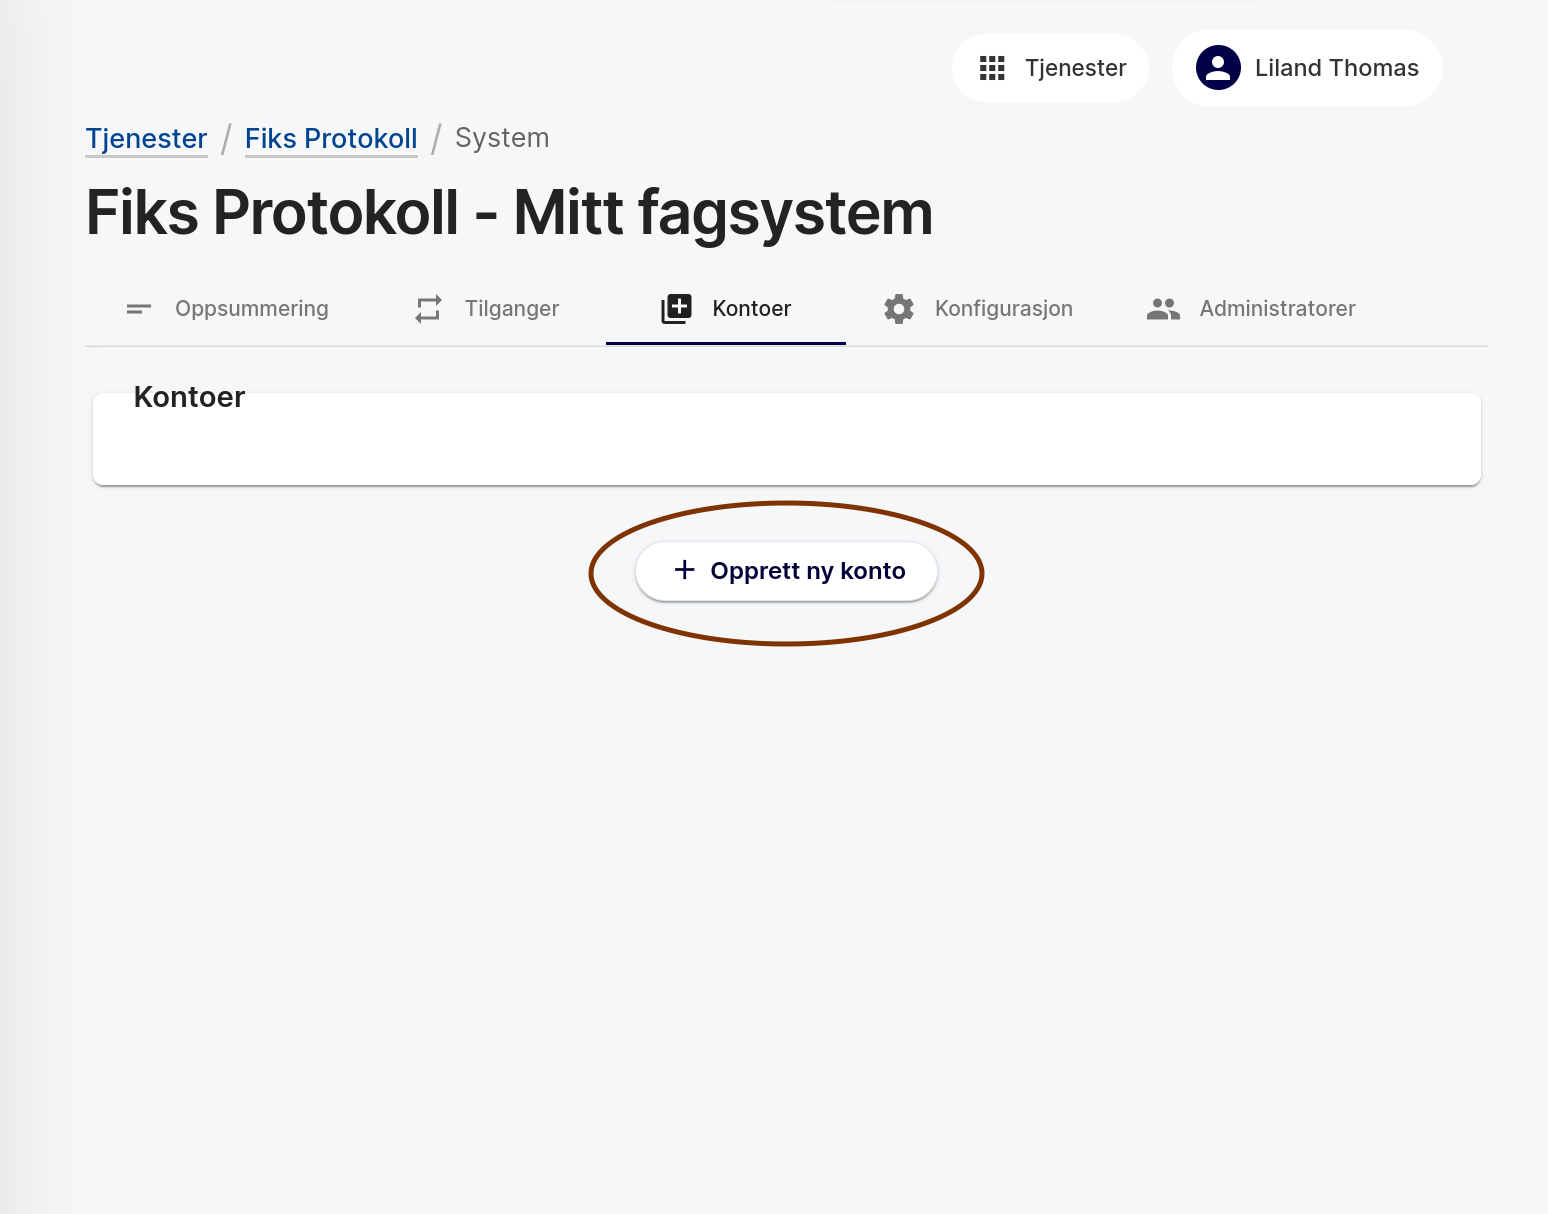 Tjenester Liland Thomas
Tjenester / Fiks Protokoll / System
Fiks Protokoll - Mitt fagsystem
Oppsummering Tilganger Kontoer Konfigurasjon Administratorer
Kontoer
+ Opprett ny konto